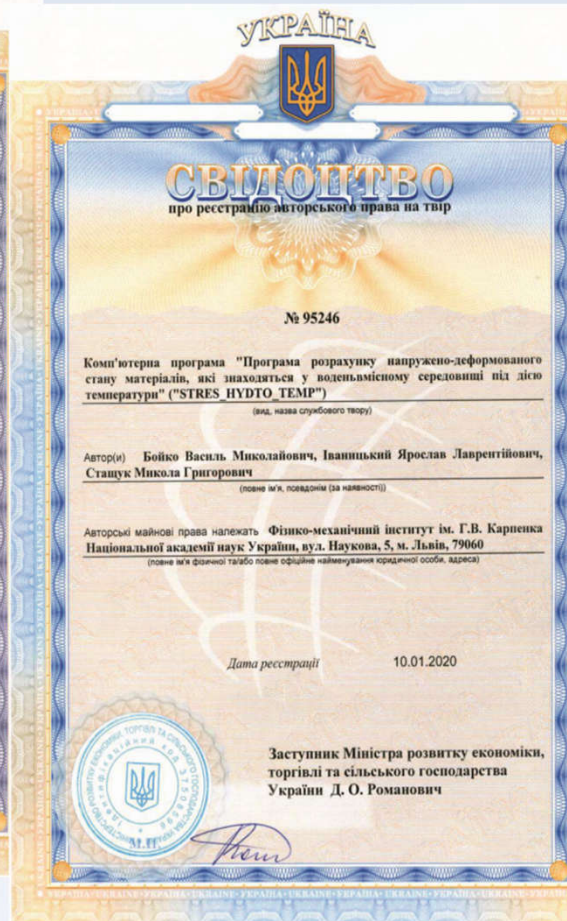 УКРАЇНА
СВІДОЦТВО
про реєстрацію авторського права на твір
№ 95246
Комп'ютерна програма "Програма розрахунку напружено-деформованого
стану матеріалів, які знаходяться у воденьвмісному середовищі під дією
температури" ("STRES_HYDTO_TEMP")
(вид, назва службового твору)
Автор(и) Бойко Василь Миколайович, Іваницький Ярослав Лаврентійович,
Стащук Микола Григорович
(повне ім'я, псевдонім (за наявності))
Авторські майнові права належать Фізико-механічний інститут ім. Г.В. Карпенка
Національної академії наук України, вул. Наукова, 5, м. Львів, 79060
(повне ім'я фізичної та/або повне офіційне найменування юридичної особи, адреса)
Дата реєстрації 10.01.2020
Заступник Міністра розвитку економіки,
торгівлі та сільського господарства
України Д. О. Романович
М.П.